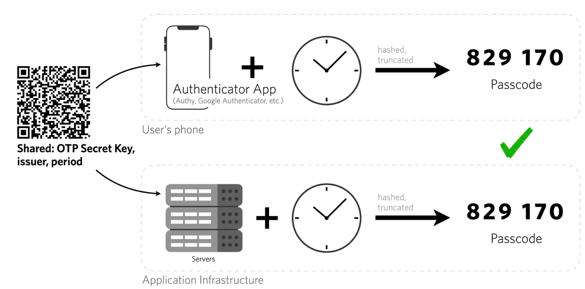 Authenticator App
(Authy, Google Authenticator, etc.)
User's phone
hashed,
truncated
829 170
Passcode
Shared: OTP Secret Key,
issuer, period
Servers
Application Infrastructure
hashed,
truncated
829 170
Passcode